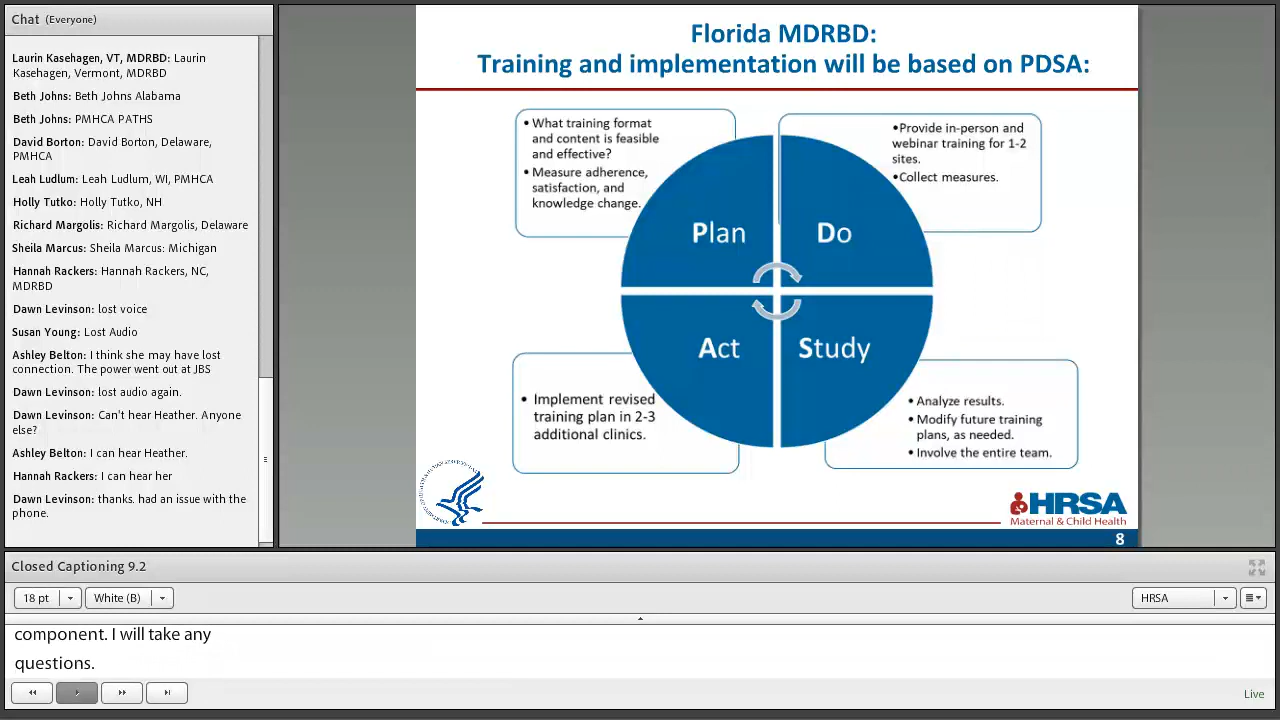 Chat (Everyone)
Laurin Kasehagen, VT, MDRBD: Laurin
Kasehagen, Vermont, MDRBD
Beth Johns: Beth Johns Alabama
Beth Johns: PMHCA PATHS
David Borton: David Borton, Delaware,
PMHCA
Leah Ludlum: Leah Ludlum, WI, PMHCA
Holly Tutko: Holly Tutko, NH
Richard Margolis: Richard Margolis, Delaware
Sheila Marcus: Sheila Marcus: Michigan
Hannah Rackers: Hannah Rackers, NC,
MDRBD
Dawn Levinson: lost voice
Susan Young: Lost Audio
Ashley Belton: I think she may have lost
connection. The power went out at JBS
Dawn Levinson: lost audio again.
Dawn Levinson: Can't hear Heather. Anyone
else?
Ashley Belton: I can hear Heather.
Hannah Rackers: I can hear her
Dawn Levinson: thanks. had an issue with the
phone.
Florida MDRBD:
Training and implementation will be based on PDSA:
• What training format
and content is feasible
and effective?
• Measure adherence,
satisfaction, and
knowledge change.
•Provide in-person and
webinar training for 1-2
sites.
•Collect measures.
Plan
Do
Act
Study
• Implement revised
training plan in 2-3
additional clinics.
• Analyze results.
• Modify future training
plans, as needed.
• Involve the entire team.
HRSA
Maternal & Child Health
8
Closed Captioning 9.2
18 pt
White (B)
HRSA
component. I will take any
questions.
Live